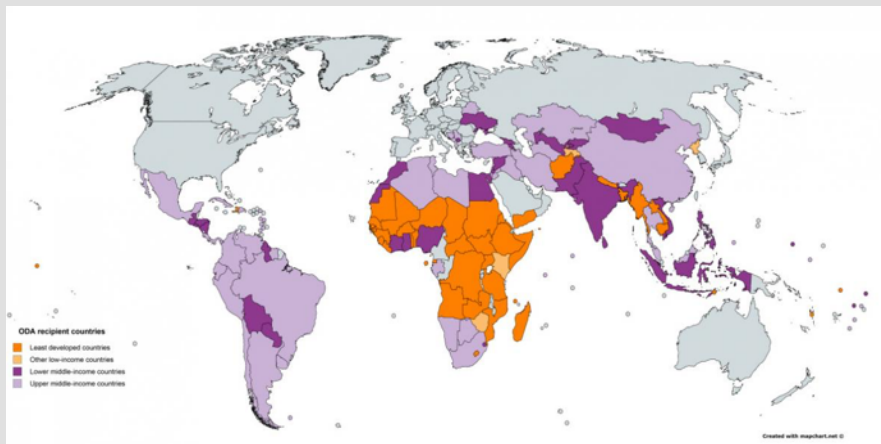 ODA recipient countries
Least developed countries
Other low-income countries
Lower middle-income countries
Upper middle-income countries
Created with mapchart.net ©